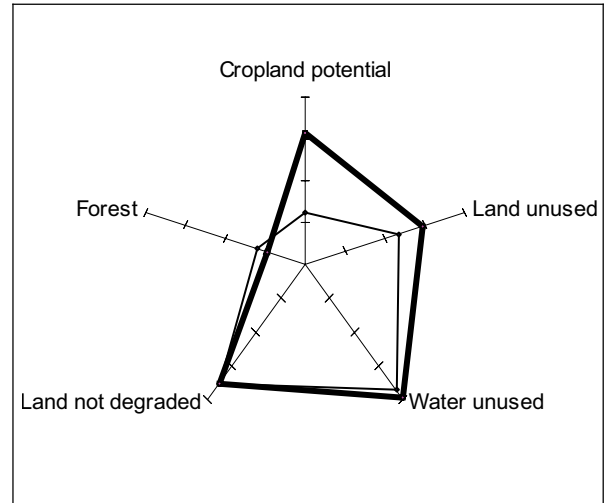 Cropland potential
Forest
Land unused
Land not degraded
Water unused